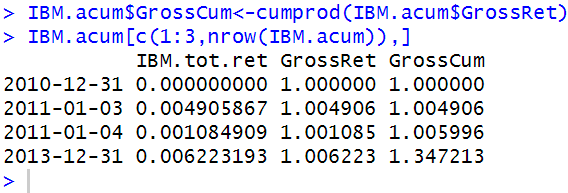 > IBM.acum$GrossCum<-cumprod(IBM.acum$GrossRet)
> IBM.acum[c(1:3,nrow(IBM.acum)),]
IBM.tot.ret GrossRet GrossCum
2010-12-31 0.000000000 1.000000 1.000000
2011-01-03 0.004905867 1.004906 1.004906
2011-01-04 0.001084909 1.001085 1.005996
2013-12-31 0.006223193 1.006223 1.347213
>